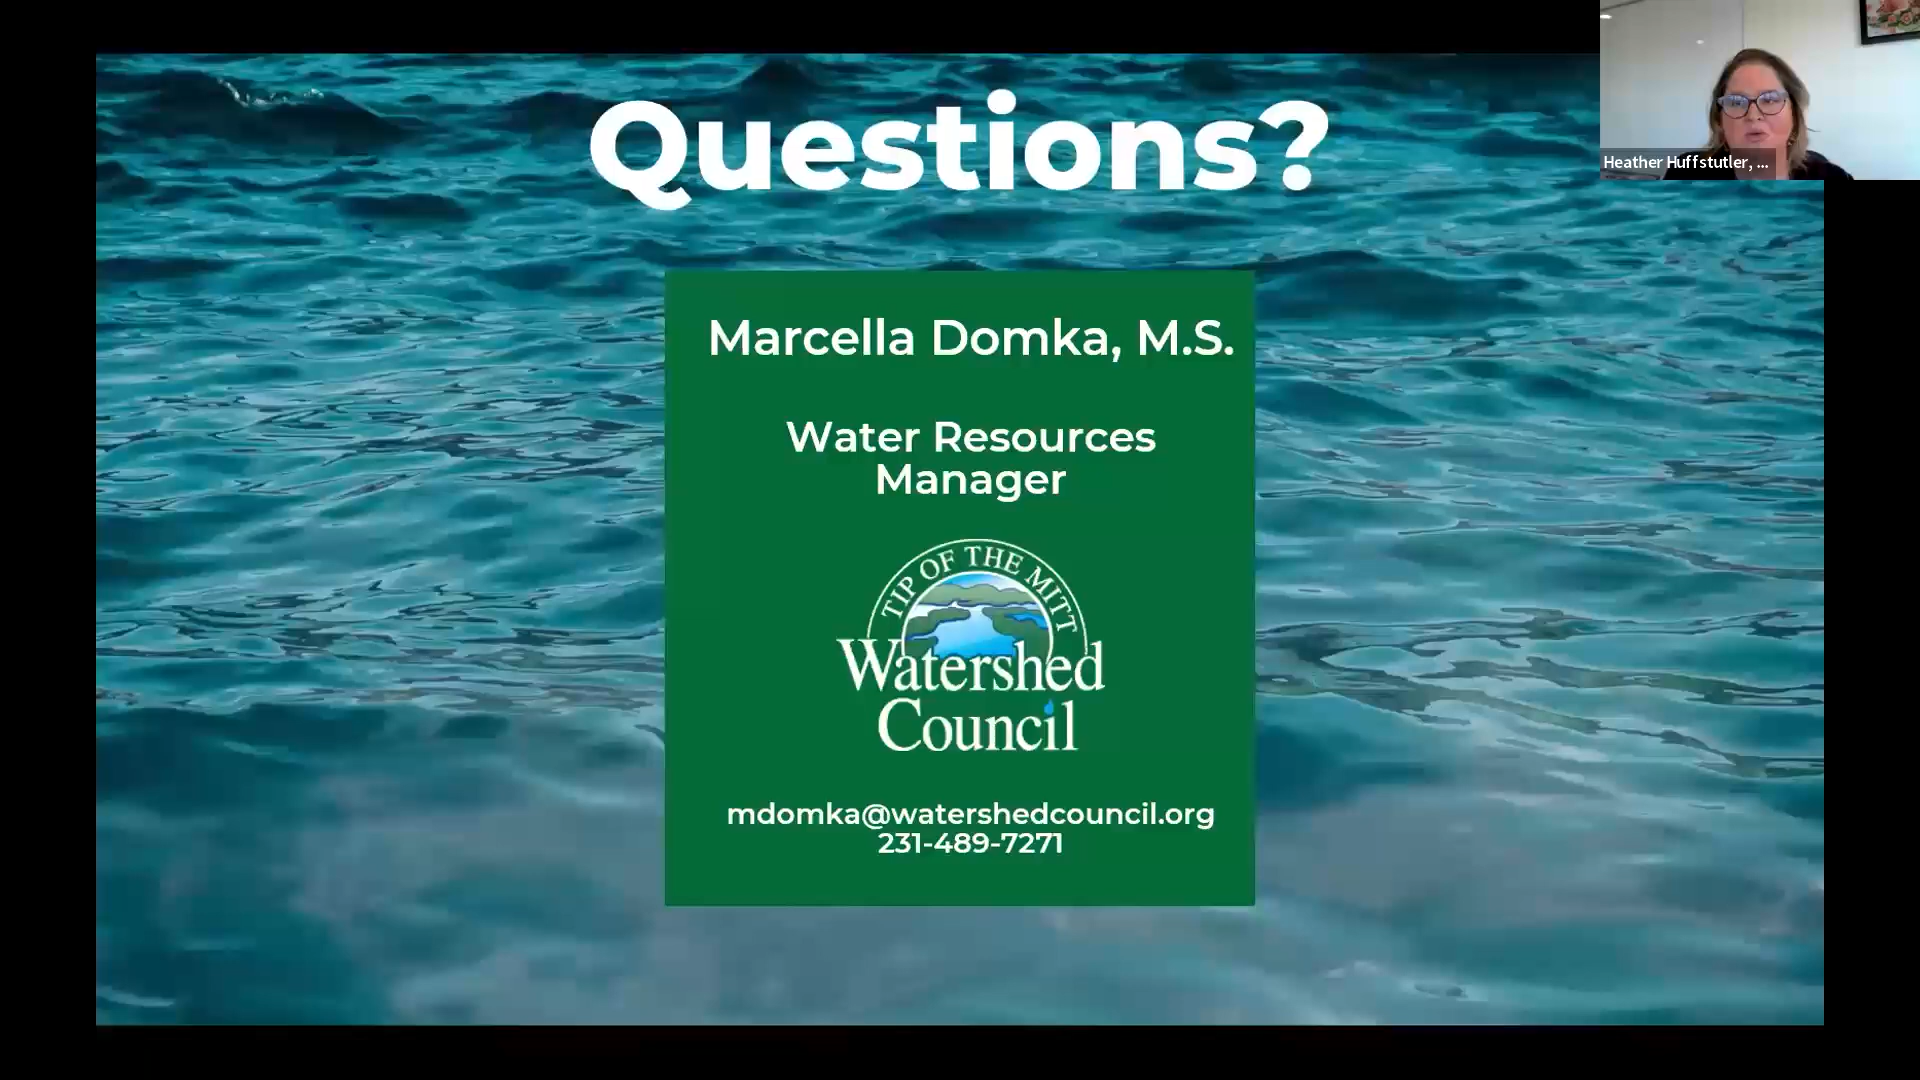 Questions?
Heather Huffstutler, ...
Marcella Domka, M.S.
Water Resources
Manager
TIP OF THE MITT
Watershed
Council
mdomka@watershedcouncil.org
231-489-7271